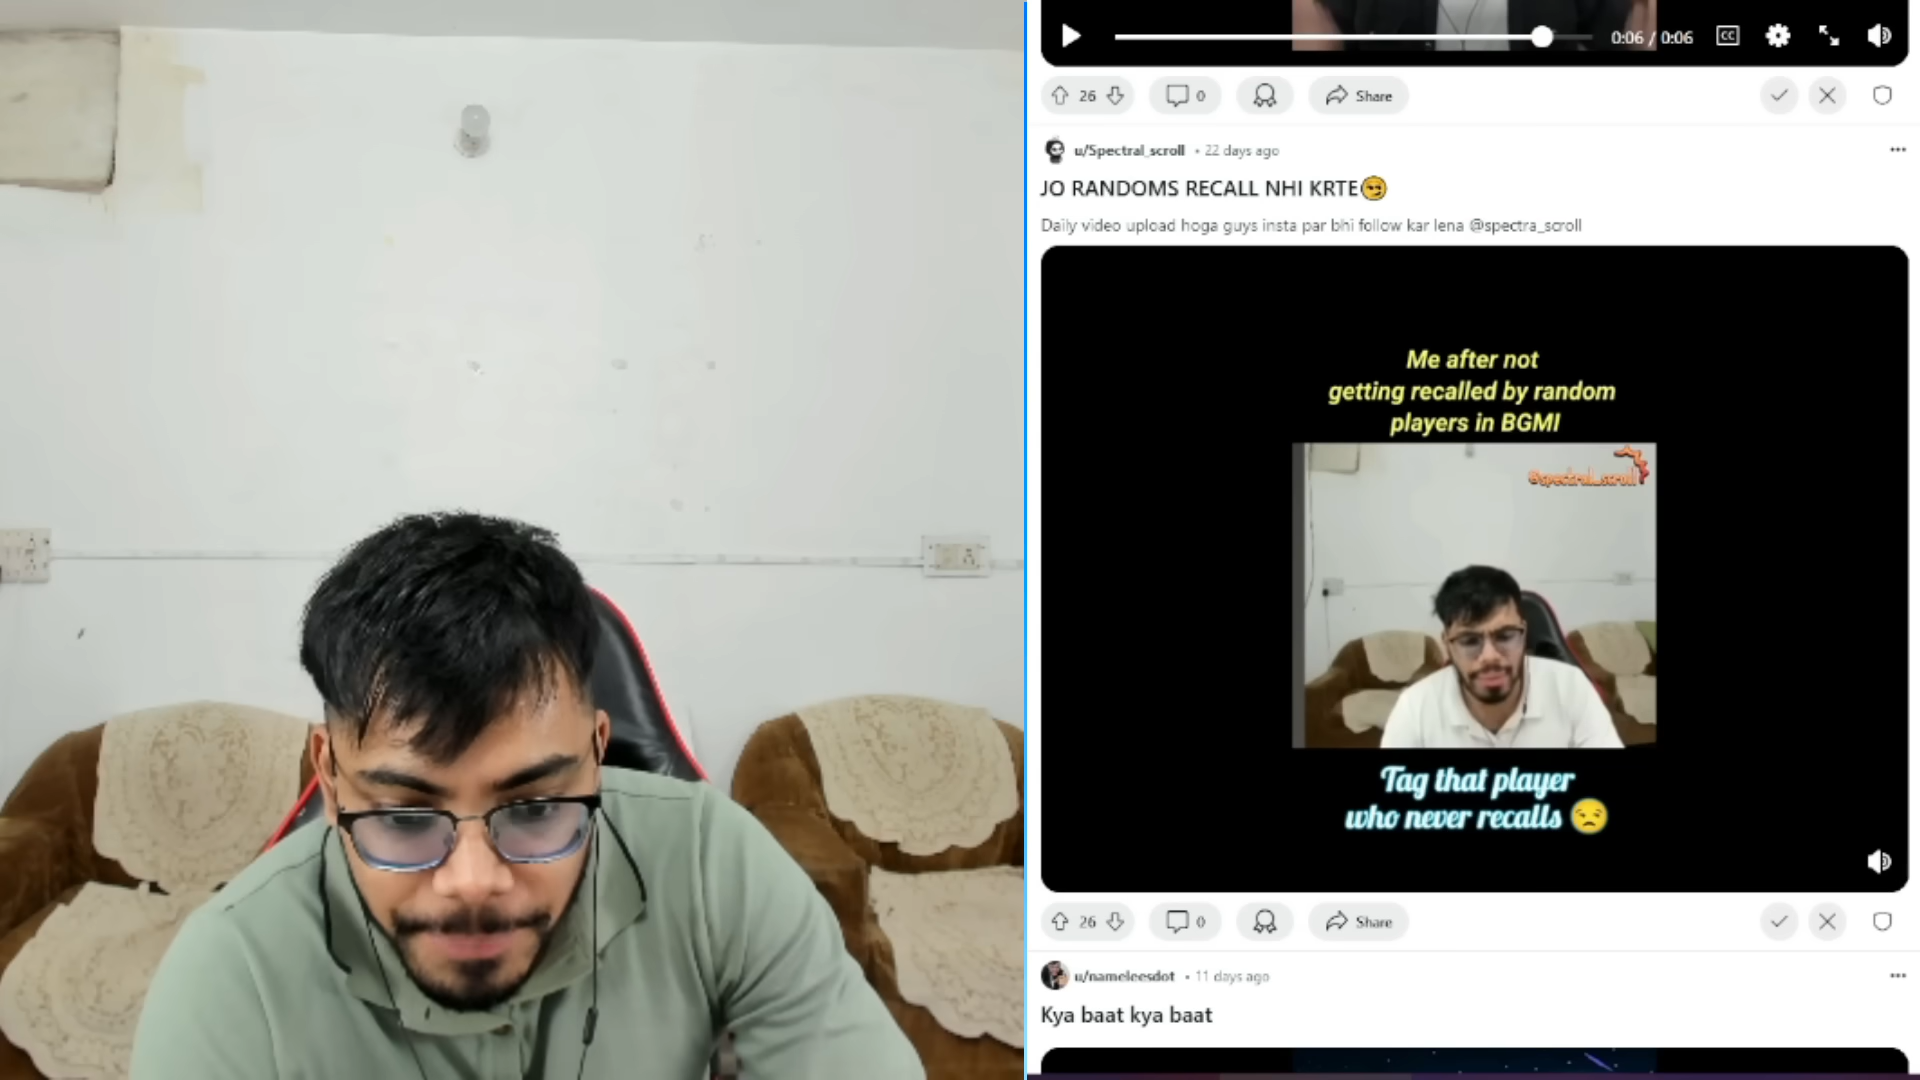 0:06 / 0:06
CC
26
0
Share
u/Spectral_scroll • 22 days ago
JO RANDOMS RECALL NHI KRTE😏
Daily video upload hoga guys insta par bhi follow kar lena @spectra_scroll
Me after not
getting recalled by random
players in BGMI
@spectral_scroll
Tag that player
who never recalls 😒
26
0
Share
u/nameleesdot • 11 days ago
Kya baat kya baat